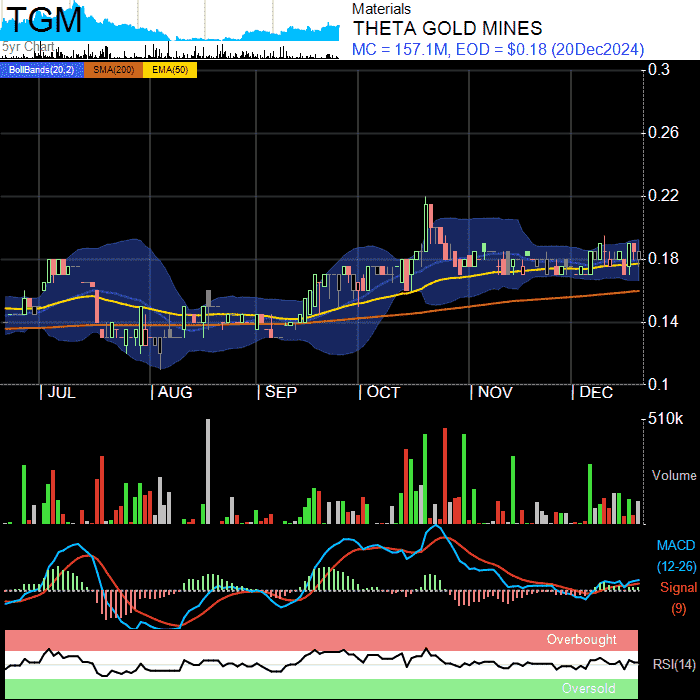 TGM
5yr Chart
Materials
THETA GOLD MINES
MC = 157.1M, EOD = $0.18 (20Dec2024)
BollBands(20,2) SMA(200) EMA(50)
0.3
0.26
0.22
0.18
0.14
0.1
JUL AUG SEP OCT NOV DEC
510k
Volume
MACD
(12-26)
Signal
(9)
Overbought
RSI(14)
Oversold